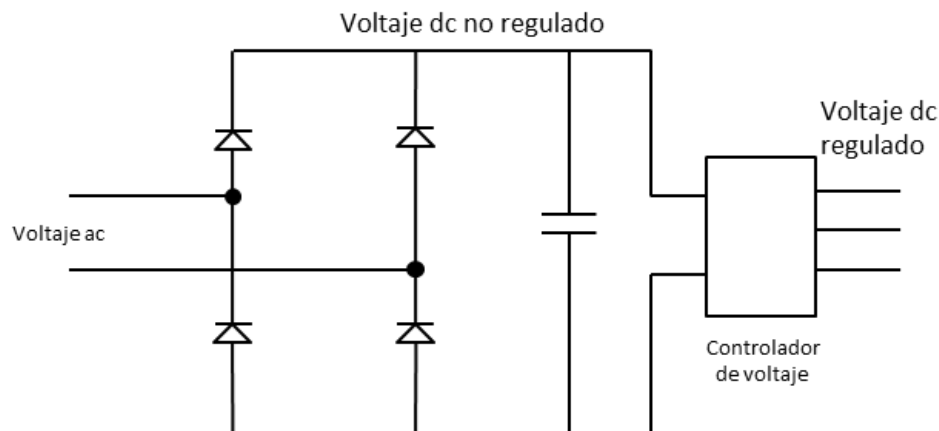 Voltaje dc no regulado
Voltaje dc
regulado
Voltaje ac
Controlador
de voltaje